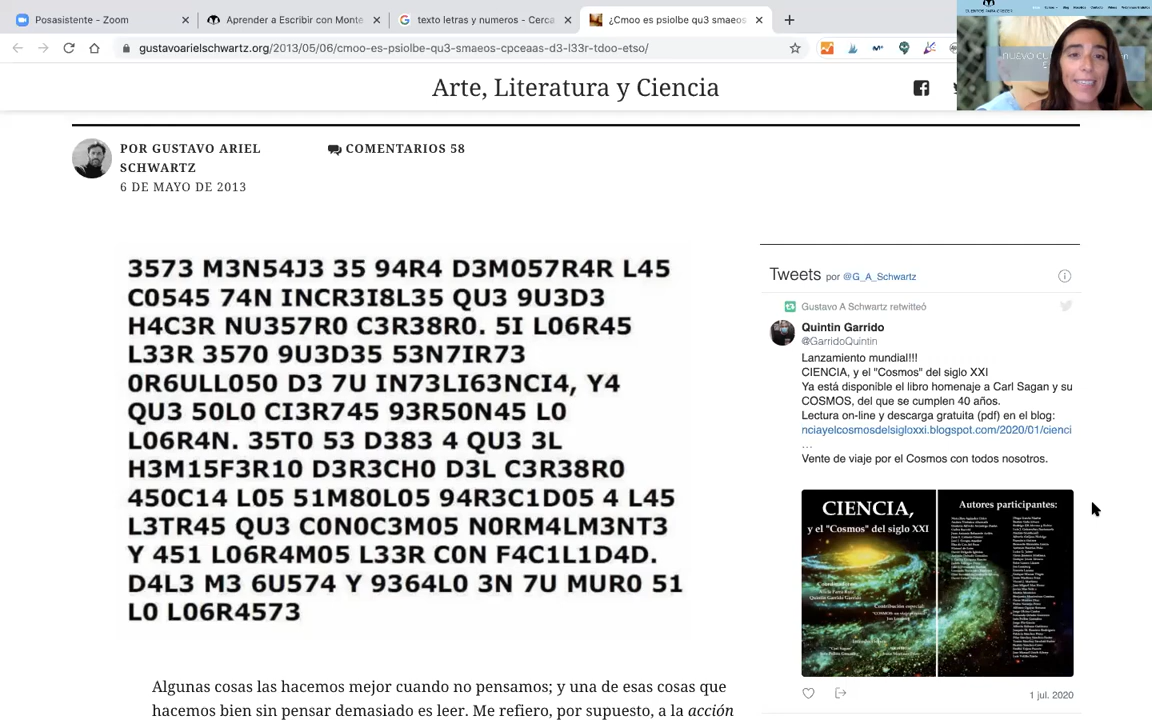 Posasistente - Zoom
Aprender a Escribir con Monte
texto letras y numeros - Cerca
¿Cmoo es psiolbe qu3 smaeos
gustavoarielschwartz.org/2013/05/06/cmoo-es-psiolbe-qu3-smaeos-cpceaas-d3-l33r-tdoo-etso/
Arte, Literatura y Ciencia
POR GUSTAVO ARIEL
SCHWARTZ
6 DE MAYO DE 2013
COMENTARIOS 58
3573 M3N54J3 35 94R4 D3M057R4R L45
C0545 74N INCR3I8L35 QU3 9U3D3
H4C3R NU357R0 C3R38R0. 5I L06R45
L33R 3570 9U3D35 53N7IR73
0R6ULL050 D3 7U IN73LI63NCI4, Y4
QU3 50L0 CI3R745 93R50N45 L0
L06R4N. 35T0 53 D383 4 QU3 3L
H3M15F3R10 D3R3CH0 D3L C3R38R0
450C14 L05 51M80L05 94R3C1D05 4 L45
L3TR45 QU3 C0N0C3M05 N0RM4LM3NT3
Y 451 L06R4M05 L33R C0N F4C1L1D4D.
D4L3 M3 6U574 Y 9364L0 3N 7U MUR0 51
L0 L06R4573
Algunas cosas las hacemos mejor cuando no pensamos; y una de esas cosas que
hacemos bien sin pensar demasiado es leer. Me refiero, por supuesto, a la acción
Tweets por @G_A_Schwartz
Gustavo A Schwartz retwitteó
Quintin Garrido
@GarridoQuintin
Lanzamiento mundial!!!
CIENCIA, y el "Cosmos" del siglo XXI
Ya está disponible el libro homenaje a Carl Sagan y su
COSMOS, del que se cumplen 40 años.
Lectura on-line y descarga gratuita (pdf) en el blog:
nciayelcosmosdelsigloxxi.blogspot.com/2020/01/cienci
…
Vente de viaje por el Cosmos con todos nosotros.
CIENCIA,
y el "Cosmos" del siglo XXI
Autores participantes:
1 jul. 2020